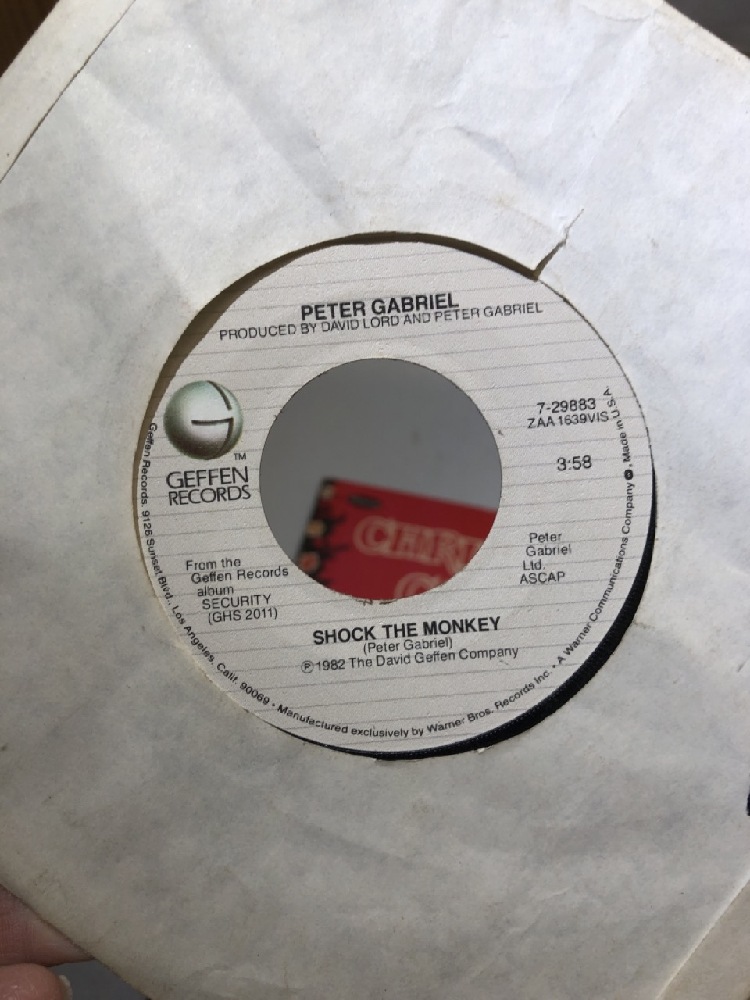 PETER GABRIEL
PRODUCED BY DAVID LORD AND PETER GABRIEL
TM
GEFFEN
RECORDS
7-29883
ZAA 1639VIS
3:58
From the
Geffen Records
album
SECURITY
(GHS 2011)
Peter
Gabriel
Ltd.
ASCAP
SHOCK THE MONKEY
(Peter Gabriel)
℗1982 The David Geffen Company
Geffen Records, 9126 Sunset Blvd., Los Angeles, Calif. 90069 • Manufactured exclusively by Warner Bros. Records Inc. • A Warner Communications Company. Made in U.S.A.